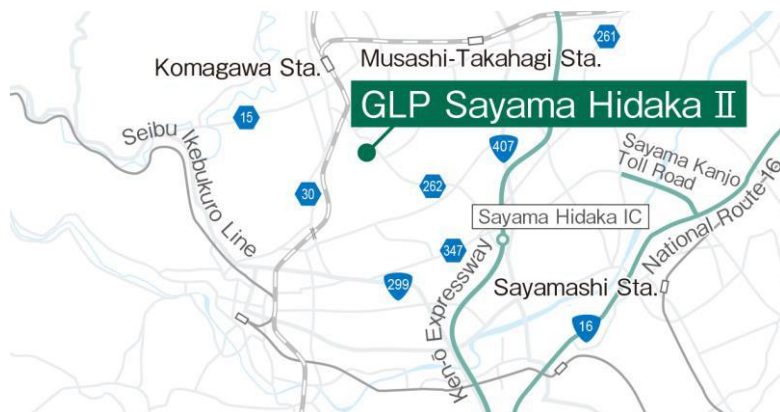 261
Musashi-Takahagi Sta.
Komagawa Sta.
GLP Sayama Hidaka Ⅱ
15
Seibu Ikebukuro Line
407
Sayama Kanjo
Toll Road
30
262
National Route-16
Sayama Hidaka IC
347
299
Sayamashi Sta.
Ken-ō Expressway
16